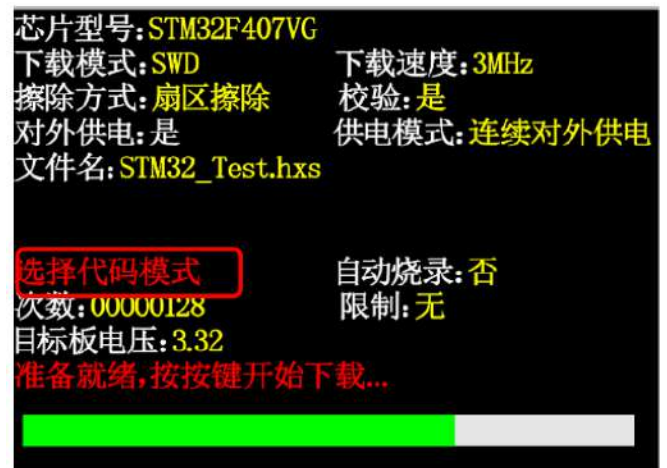 芯片型号:STM32F407VG
下载模式:SWD 下载速度:3MHz
擦除方式:扇区擦除 校验:是
对外供电:是 供电模式:连续对外供电
文件名:STM32_Test.hxs
选择代码模式 自动烧录:否
次数:00000128 限制:无
目标板电压:3.32
准备就绪,按按键开始下载...